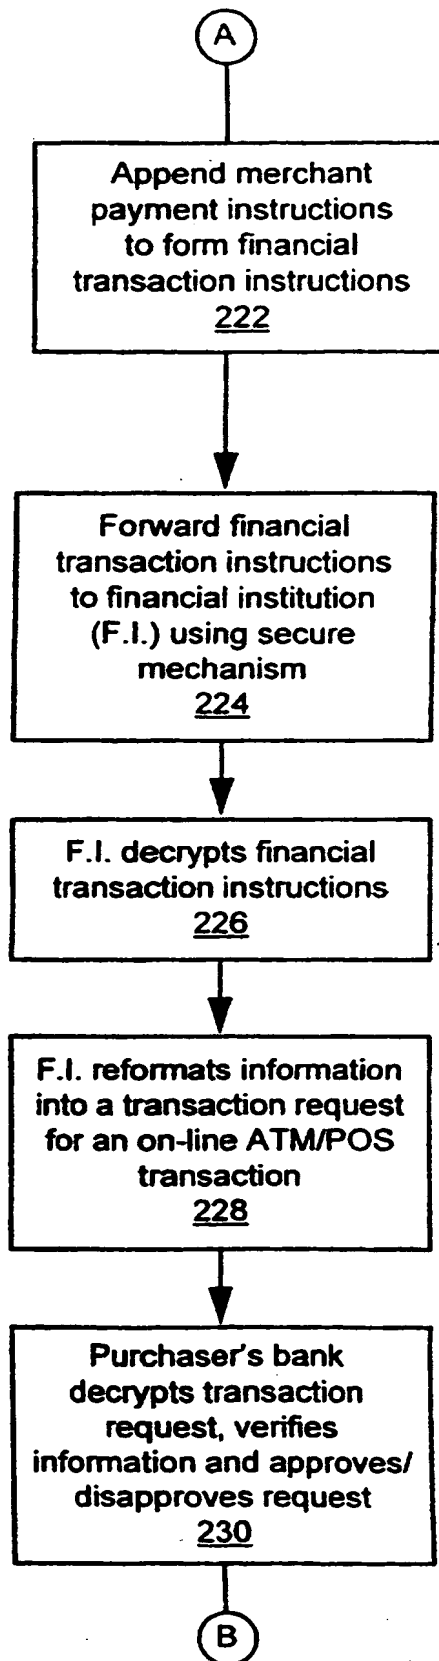 A
Append merchant
payment instructions
to form financial
transaction instructions
222
Forward financial
transaction instructions
to financial institution
(F.I.) using secure
mechanism
224
F.I. decrypts financial
transaction instructions
226
F.I. reformats information
into a transaction request
for an on-line ATM/POS
transaction
228
Purchaser's bank
decrypts transaction
request, verifies
information and approves/
disapproves request
230
B